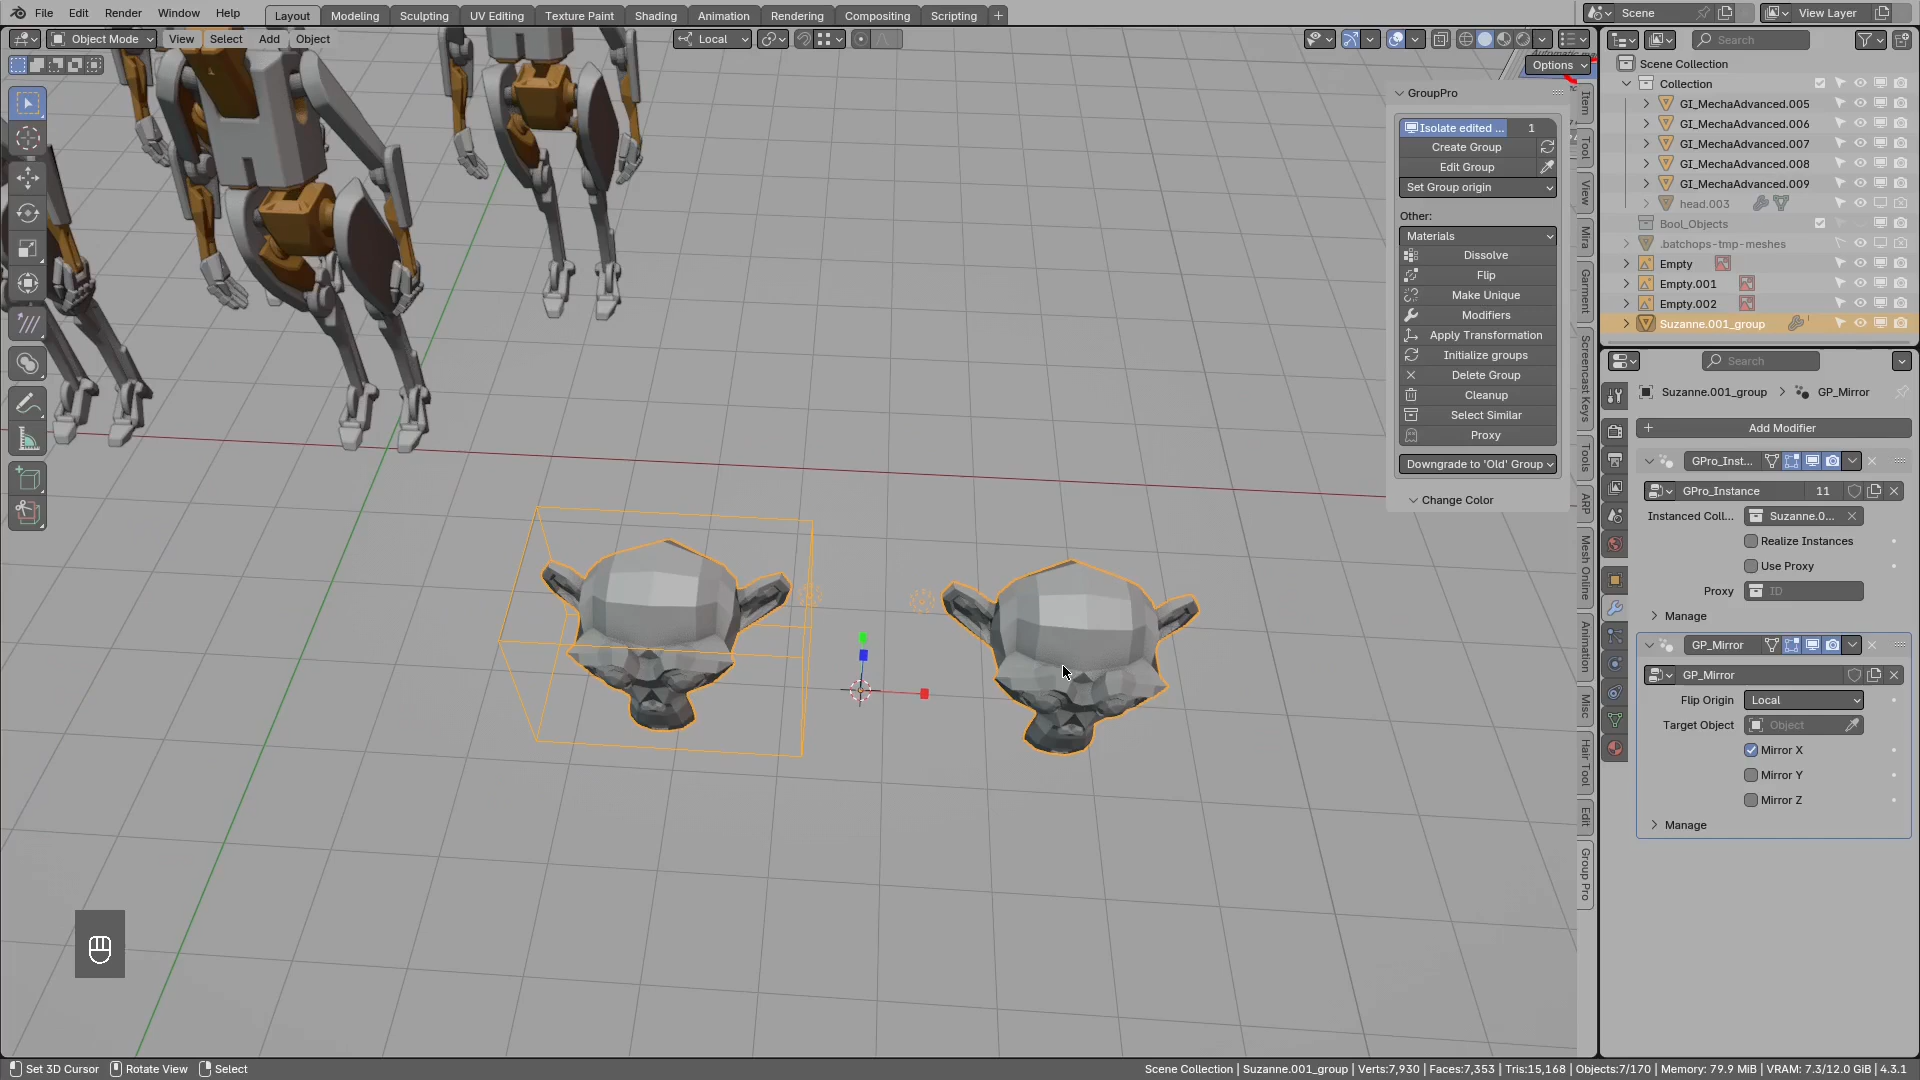 File Edit Render Window Help Layout Modeling Sculpting UV Editing Texture Paint Shading Animation Rendering Compositing Scripting Scene View Layer
Object Mode View Select Add Object Local Search
Options
Scene Collection
Collection
GI_MechaAdvanced.005
GI_MechaAdvanced.006
GI_MechaAdvanced.007
GI_MechaAdvanced.008
GI_MechaAdvanced.009
head.003
Bool_Objects
.batchops-tmp-meshes
Empty
Empty.001
Empty.002
Suzanne.001_group
GroupPro
Isolate edited ... 1
Create Group
Edit Group
Set Group origin
Other:
Materials
Dissolve
Flip
Make Unique
Modifiers
Apply Transformation
Initialize groups
Delete Group
Cleanup
Select Similar
Proxy
Downgrade to 'Old' Group
Change Color
Item
Tool
View
Mira
Garment
Screencast Keys
Tools
ARP
Mesh Online
Animation
Misc
Hair Tool
Edit
Group Pro
Search
Suzanne.001_group GP_Mirror
Add Modifier
GPro_Inst...
GPro_Instance 11
Instanced Coll... Suzanne.0...
Realize Instances
Use Proxy
Proxy ID
Manage
GP_Mirror
GP_Mirror
Flip Origin Local
Target Object Object
Mirror X
Mirror Y
Mirror Z
Manage
Set 3D Cursor Rotate View Select Scene Collection | Suzanne.001_group | Verts:7,930 | Faces:7,353 | Tris:15,168 | Objects:7/170 | Memory: 79.9 MiB | VRAM: 7.3/12.0 GiB | 4.3.1